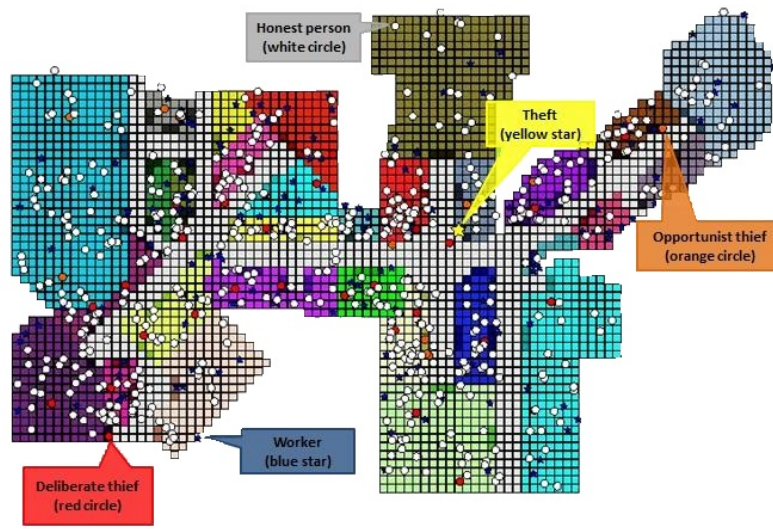 Honest person
(white circle)
Theft
(yellow star)
Opportunist thief
(orange circle)
Worker
(blue star)
Deliberate thief
(red circle)